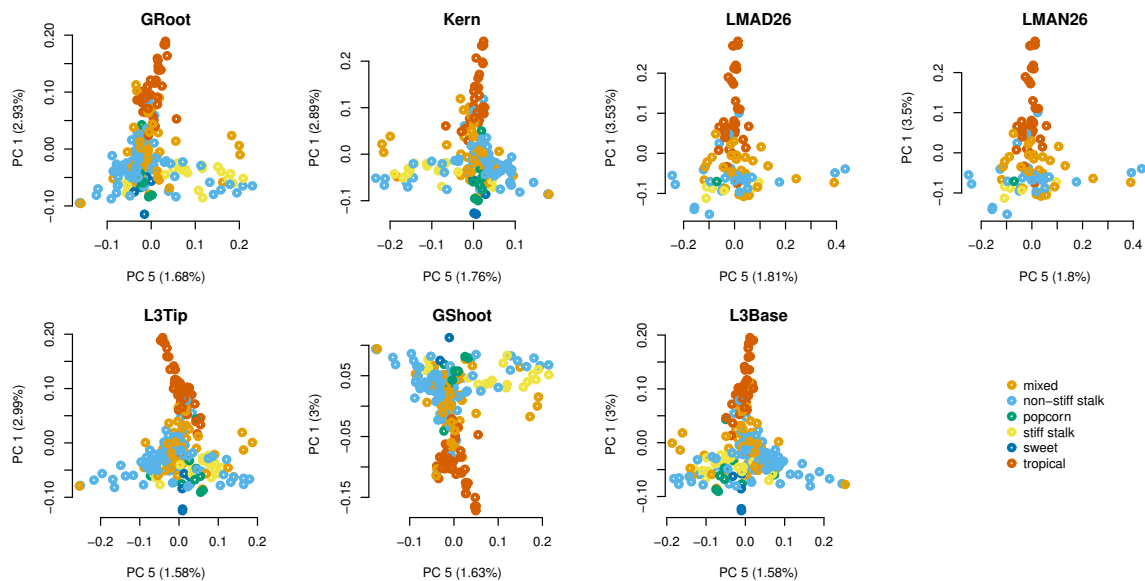 GRoot
PC 1 (2.93%)
−0.10 0.00 0.10 0.20
−0.1 0.0 0.1 0.2
PC 5 (1.68%)
Kern
PC 1 (2.89%)
−0.1 0.0 0.1 0.2
−0.2 −0.1 0.0 0.1
PC 5 (1.76%)
LMAD26
PC 1 (3.53%)
−0.1 0.0 0.1 0.2
−0.2 0.0 0.2 0.4
PC 5 (1.81%)
LMAN26
PC 1 (3.5%)
−0.1 0.0 0.1 0.2
−0.2 0.0 0.2 0.4
PC 5 (1.8%)
L3Tip
PC 1 (2.99%)
−0.10 0.00 0.10 0.20
−0.2 −0.1 0.0 0.1 0.2
PC 5 (1.58%)
GShoot
PC 1 (3%)
−0.15 −0.05 0.05
−0.1 0.0 0.1 0.2
PC 5 (1.63%)
L3Base
PC 1 (3%)
−0.10 0.00 0.10 0.20
−0.2 −0.1 0.0 0.1 0.2
PC 5 (1.58%)
mixed
non−stiff stalk
popcorn
stiff stalk
sweet
tropical